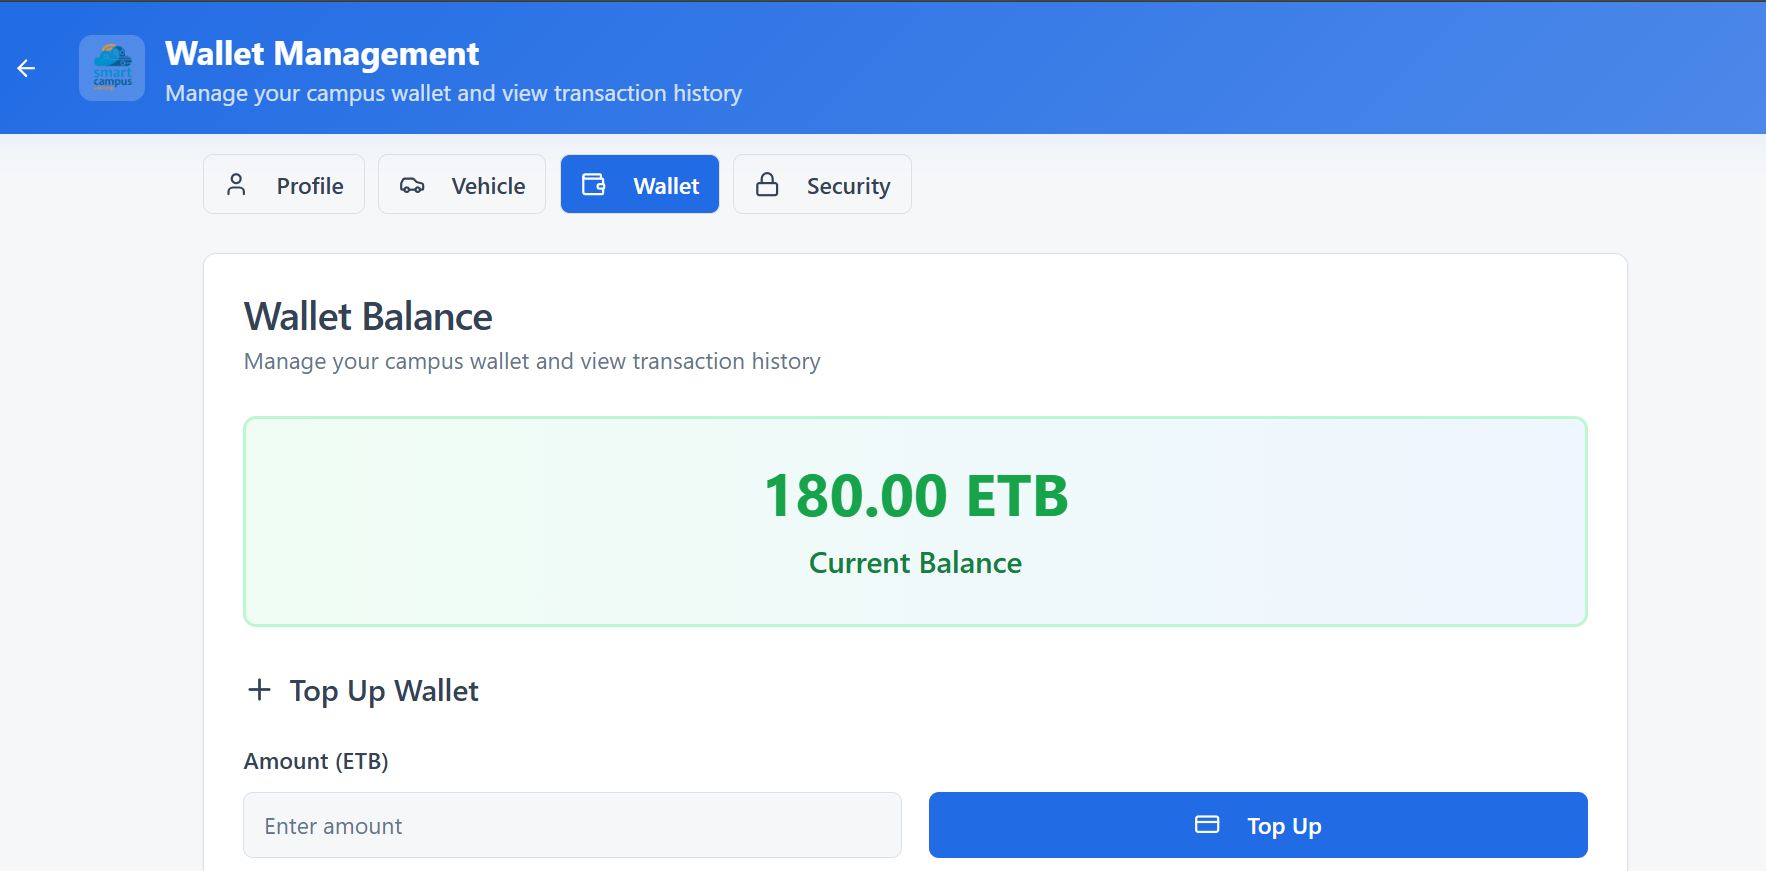 smart
campus
Wallet Management
Manage your campus wallet and view transaction history
Profile
Vehicle
Wallet
Security
Wallet Balance
Manage your campus wallet and view transaction history
180.00 ETB
Current Balance
Top Up Wallet
Amount (ETB)
Enter amount
Top Up